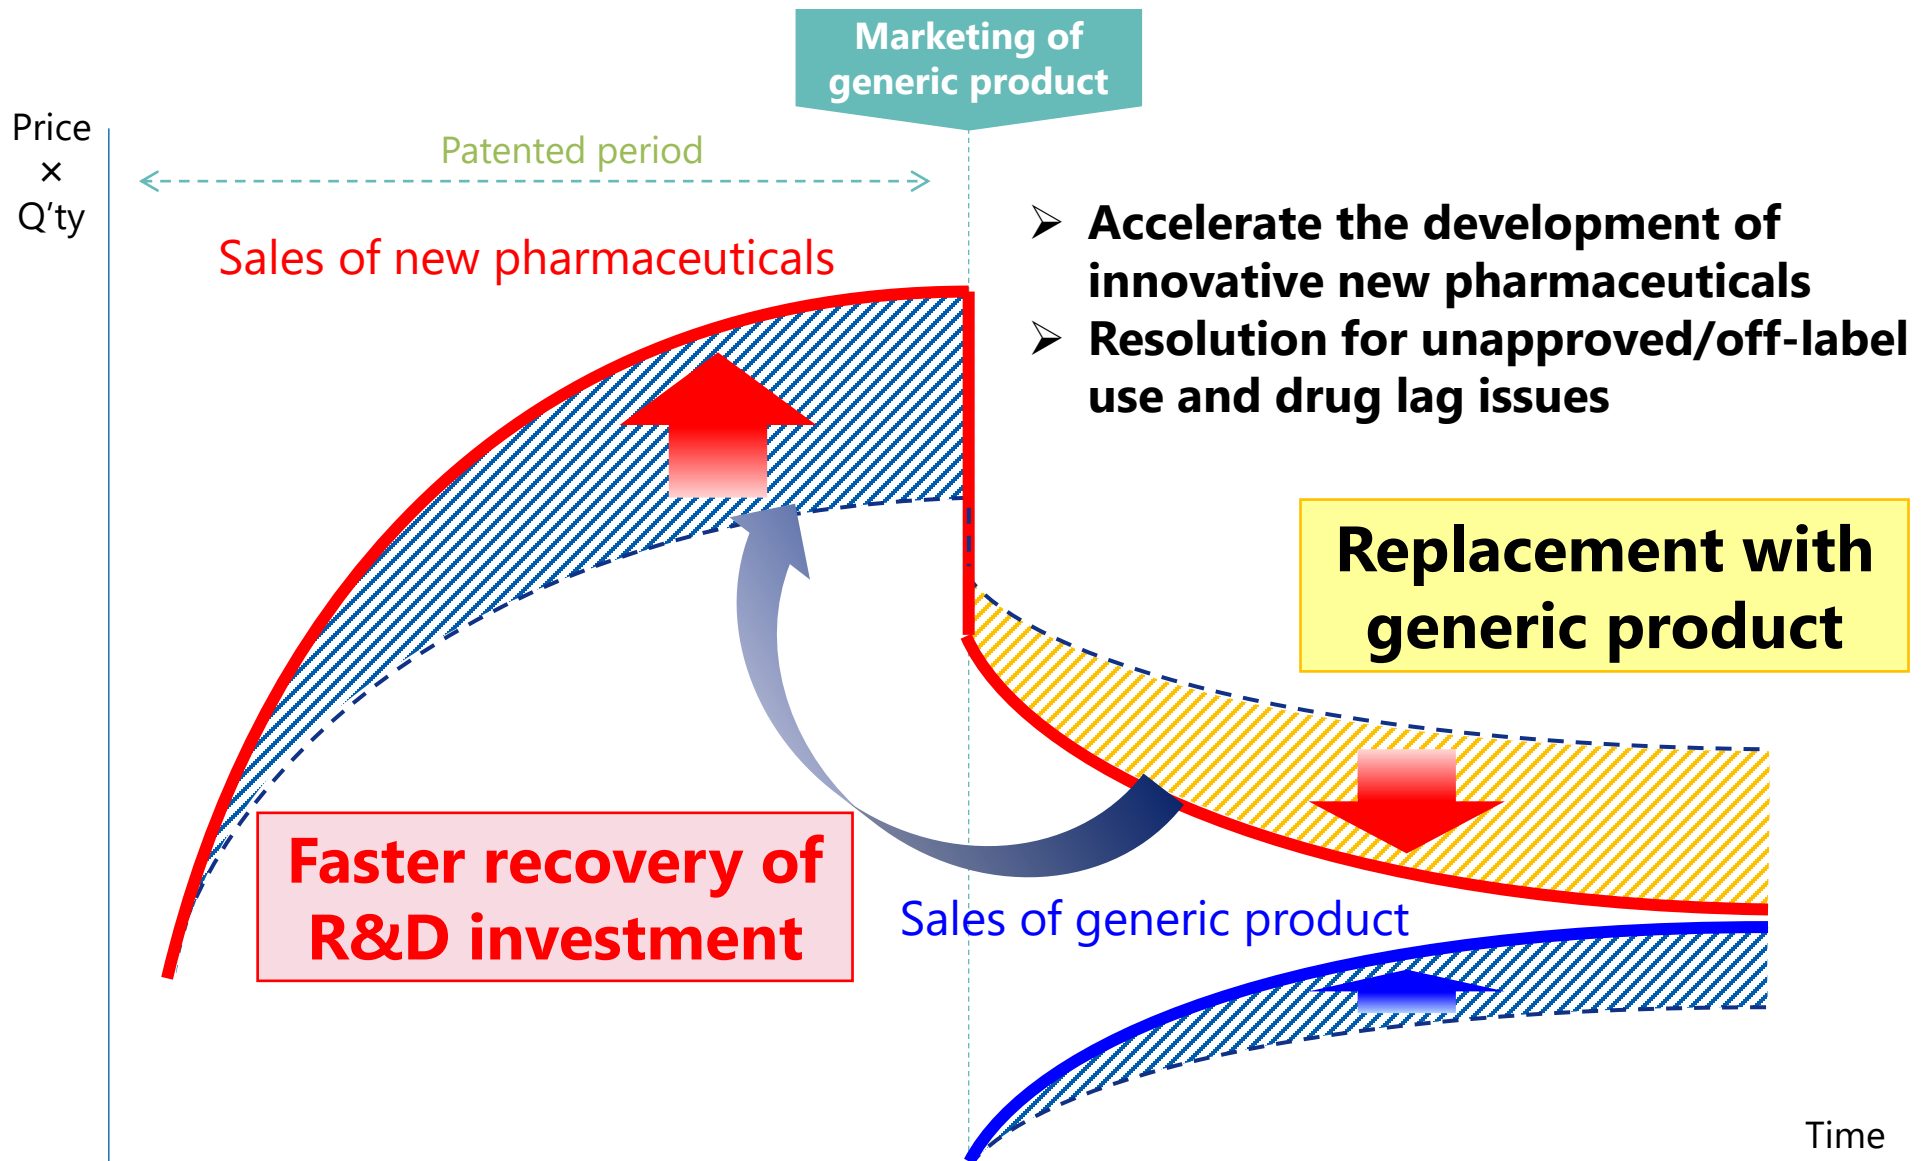 Marketing of
generic product
Price
×
Q’ty
Patented period
Sales of new pharmaceuticals
➢ Accelerate the development of
innovative new pharmaceuticals
➢ Resolution for unapproved/off-label
use and drug lag issues
Replacement with
generic product
Faster recovery of
R&D investment
Sales of generic product
Time